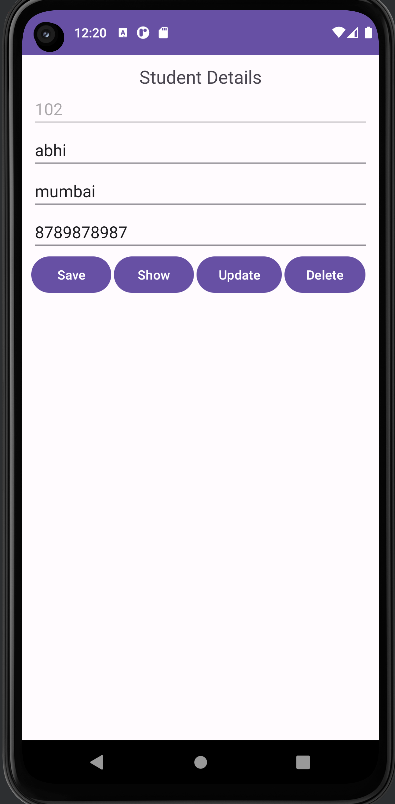 12:20
Student Details
102
abhi
mumbai
8789878987
Save Show Update Delete